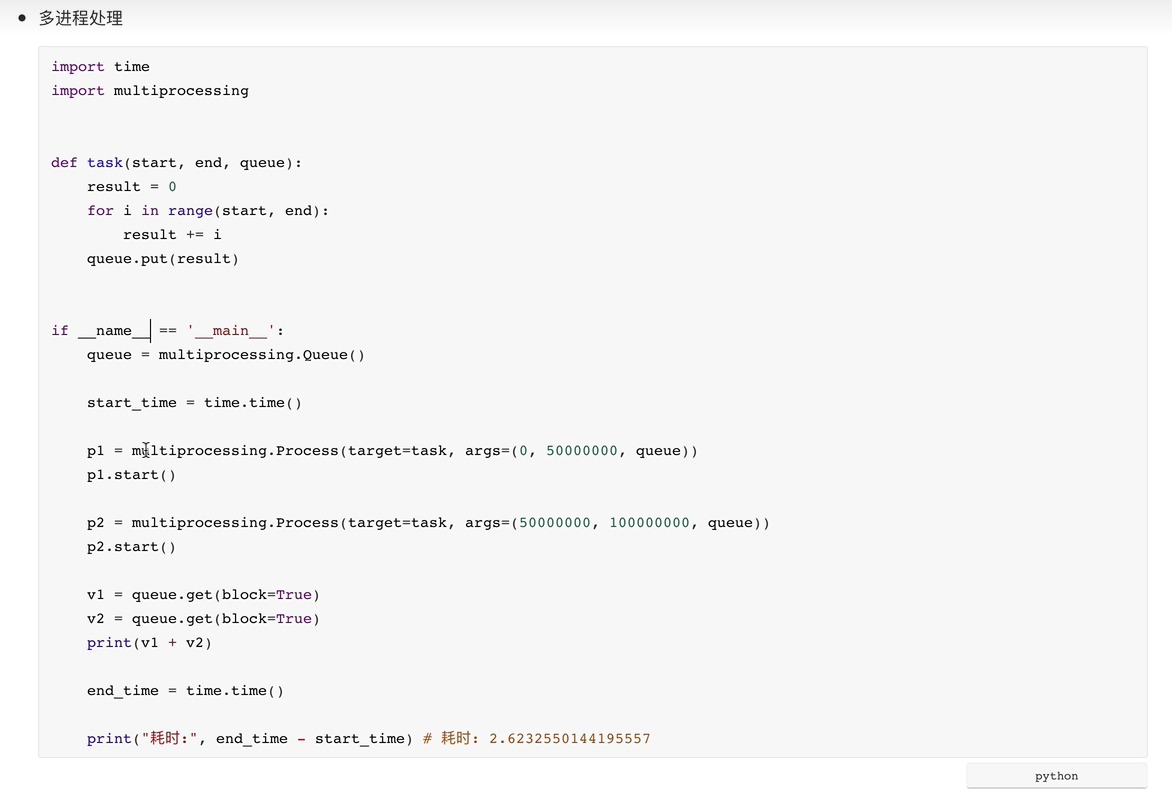 多进程处理
import time
import multiprocessing
def task(start, end, queue):
    result = 0
    for i in range(start, end):
        result += i
    queue.put(result)
if __name__ == '__main__':
    queue = multiprocessing.Queue()
    start_time = time.time()
    p1 = multiprocessing.Process(target=task, args=(0, 50000000, queue))
    p1.start()
    p2 = multiprocessing.Process(target=task, args=(50000000, 100000000, queue))
    p2.start()
    v1 = queue.get(block=True)
    v2 = queue.get(block=True)
    print(v1 + v2)
    end_time = time.time()
    print("耗时:", end_time - start_time) # 耗时: 2.6232550144195557
python